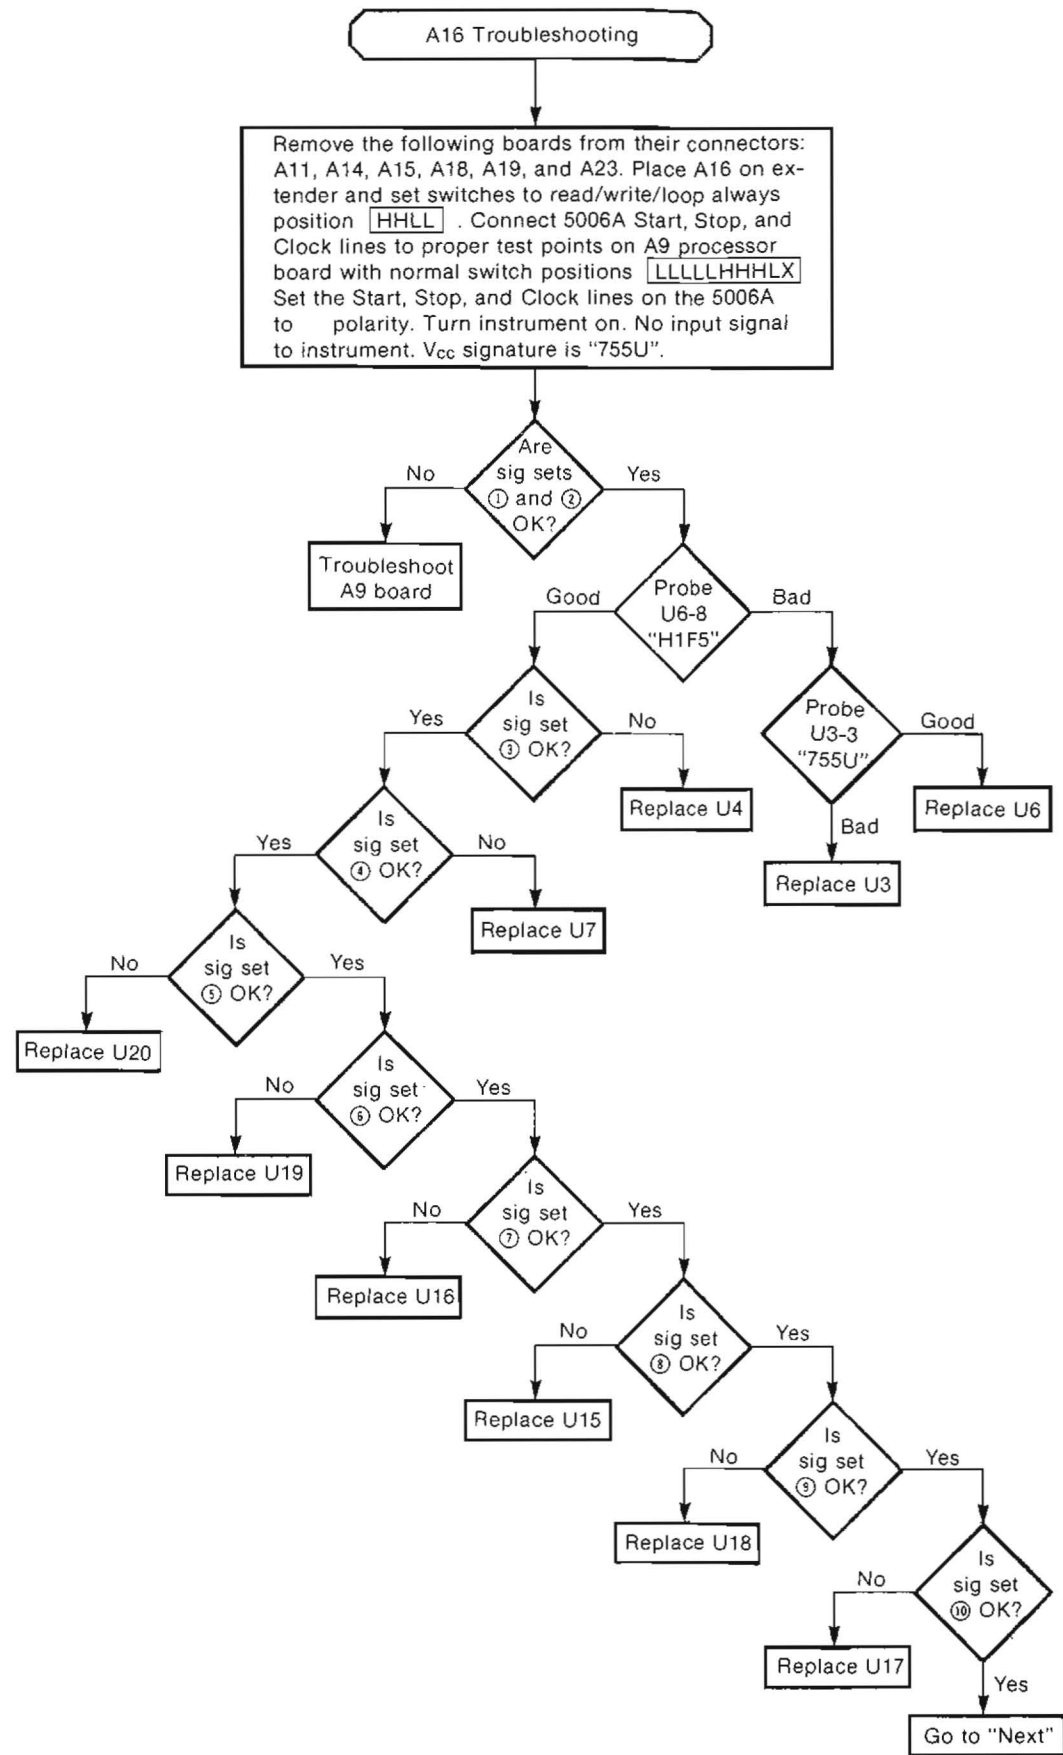 A16 Troubleshooting
Remove the following boards from their connectors:
A11, A14, A15, A18, A19, and A23. Place A16 on ex-
tender and set switches to read/write/loop always
position HHLL . Connect 5006A Start, Stop, and
Clock lines to proper test points on A9 processor
board with normal switch positions LLLLLHHHLX
Set the Start, Stop, and Clock lines on the 5006A
to polarity. Turn instrument on. No input signal
to instrument. Vcc signature is "755U".
Are
sig sets
① and ②
OK?
No
Yes
Troubleshoot
A9 board
Probe
U6-8
"H1F5"
Good
Bad
Is
sig set
③ OK?
Yes
No
Probe
U3-3
"755U"
Good
Bad
Replace U4
Replace U6
Replace U3
Is
sig set
④ OK?
Yes
No
Replace U7
Is
sig set
⑤ OK?
No
Yes
Replace U20
Is
sig set
⑥ OK?
No
Yes
Replace U19
Is
sig set
⑦ OK?
No
Yes
Replace U16
Is
sig set
⑧ OK?
No
Yes
Replace U15
Is
sig set
⑨ OK?
No
Yes
Replace U18
Is
sig set
⑩ OK?
No
Yes
Replace U17
Go to "Next"